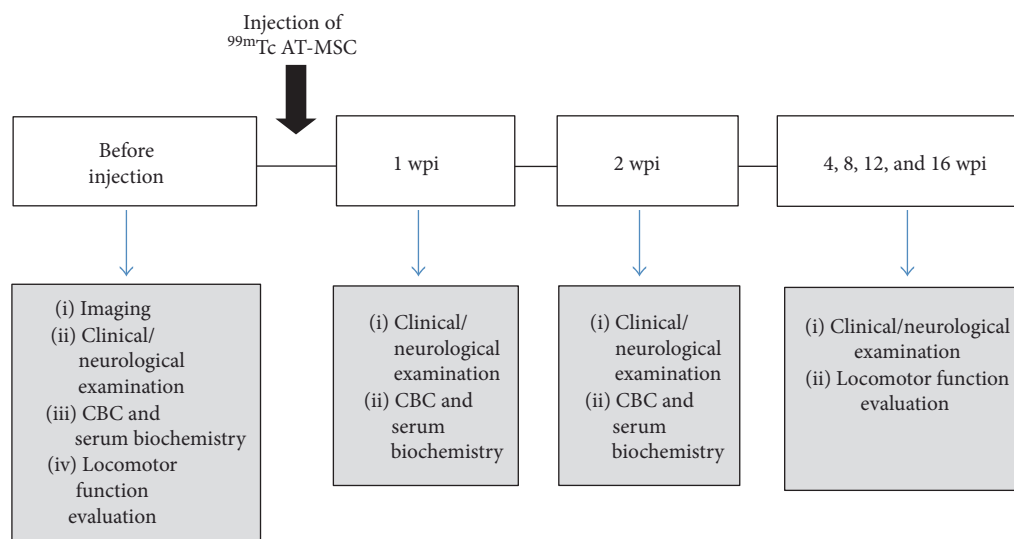 Injection of
99mTc AT-MSC
Before
injection
1 wpi
2 wpi
4, 8, 12, and 16 wpi
(i) Imaging
(ii) Clinical/
neurological
examination
(iii) CBC and
serum biochemistry
(iv) Locomotor
function
evaluation
(i) Clinical/
neurological
examination
(ii) CBC and
serum
biochemistry
(i) Clinical/
neurological
examination
(ii) CBC and
serum
biochemistry
(i) Clinical/neurological
examination
(ii) Locomotor function
evaluation